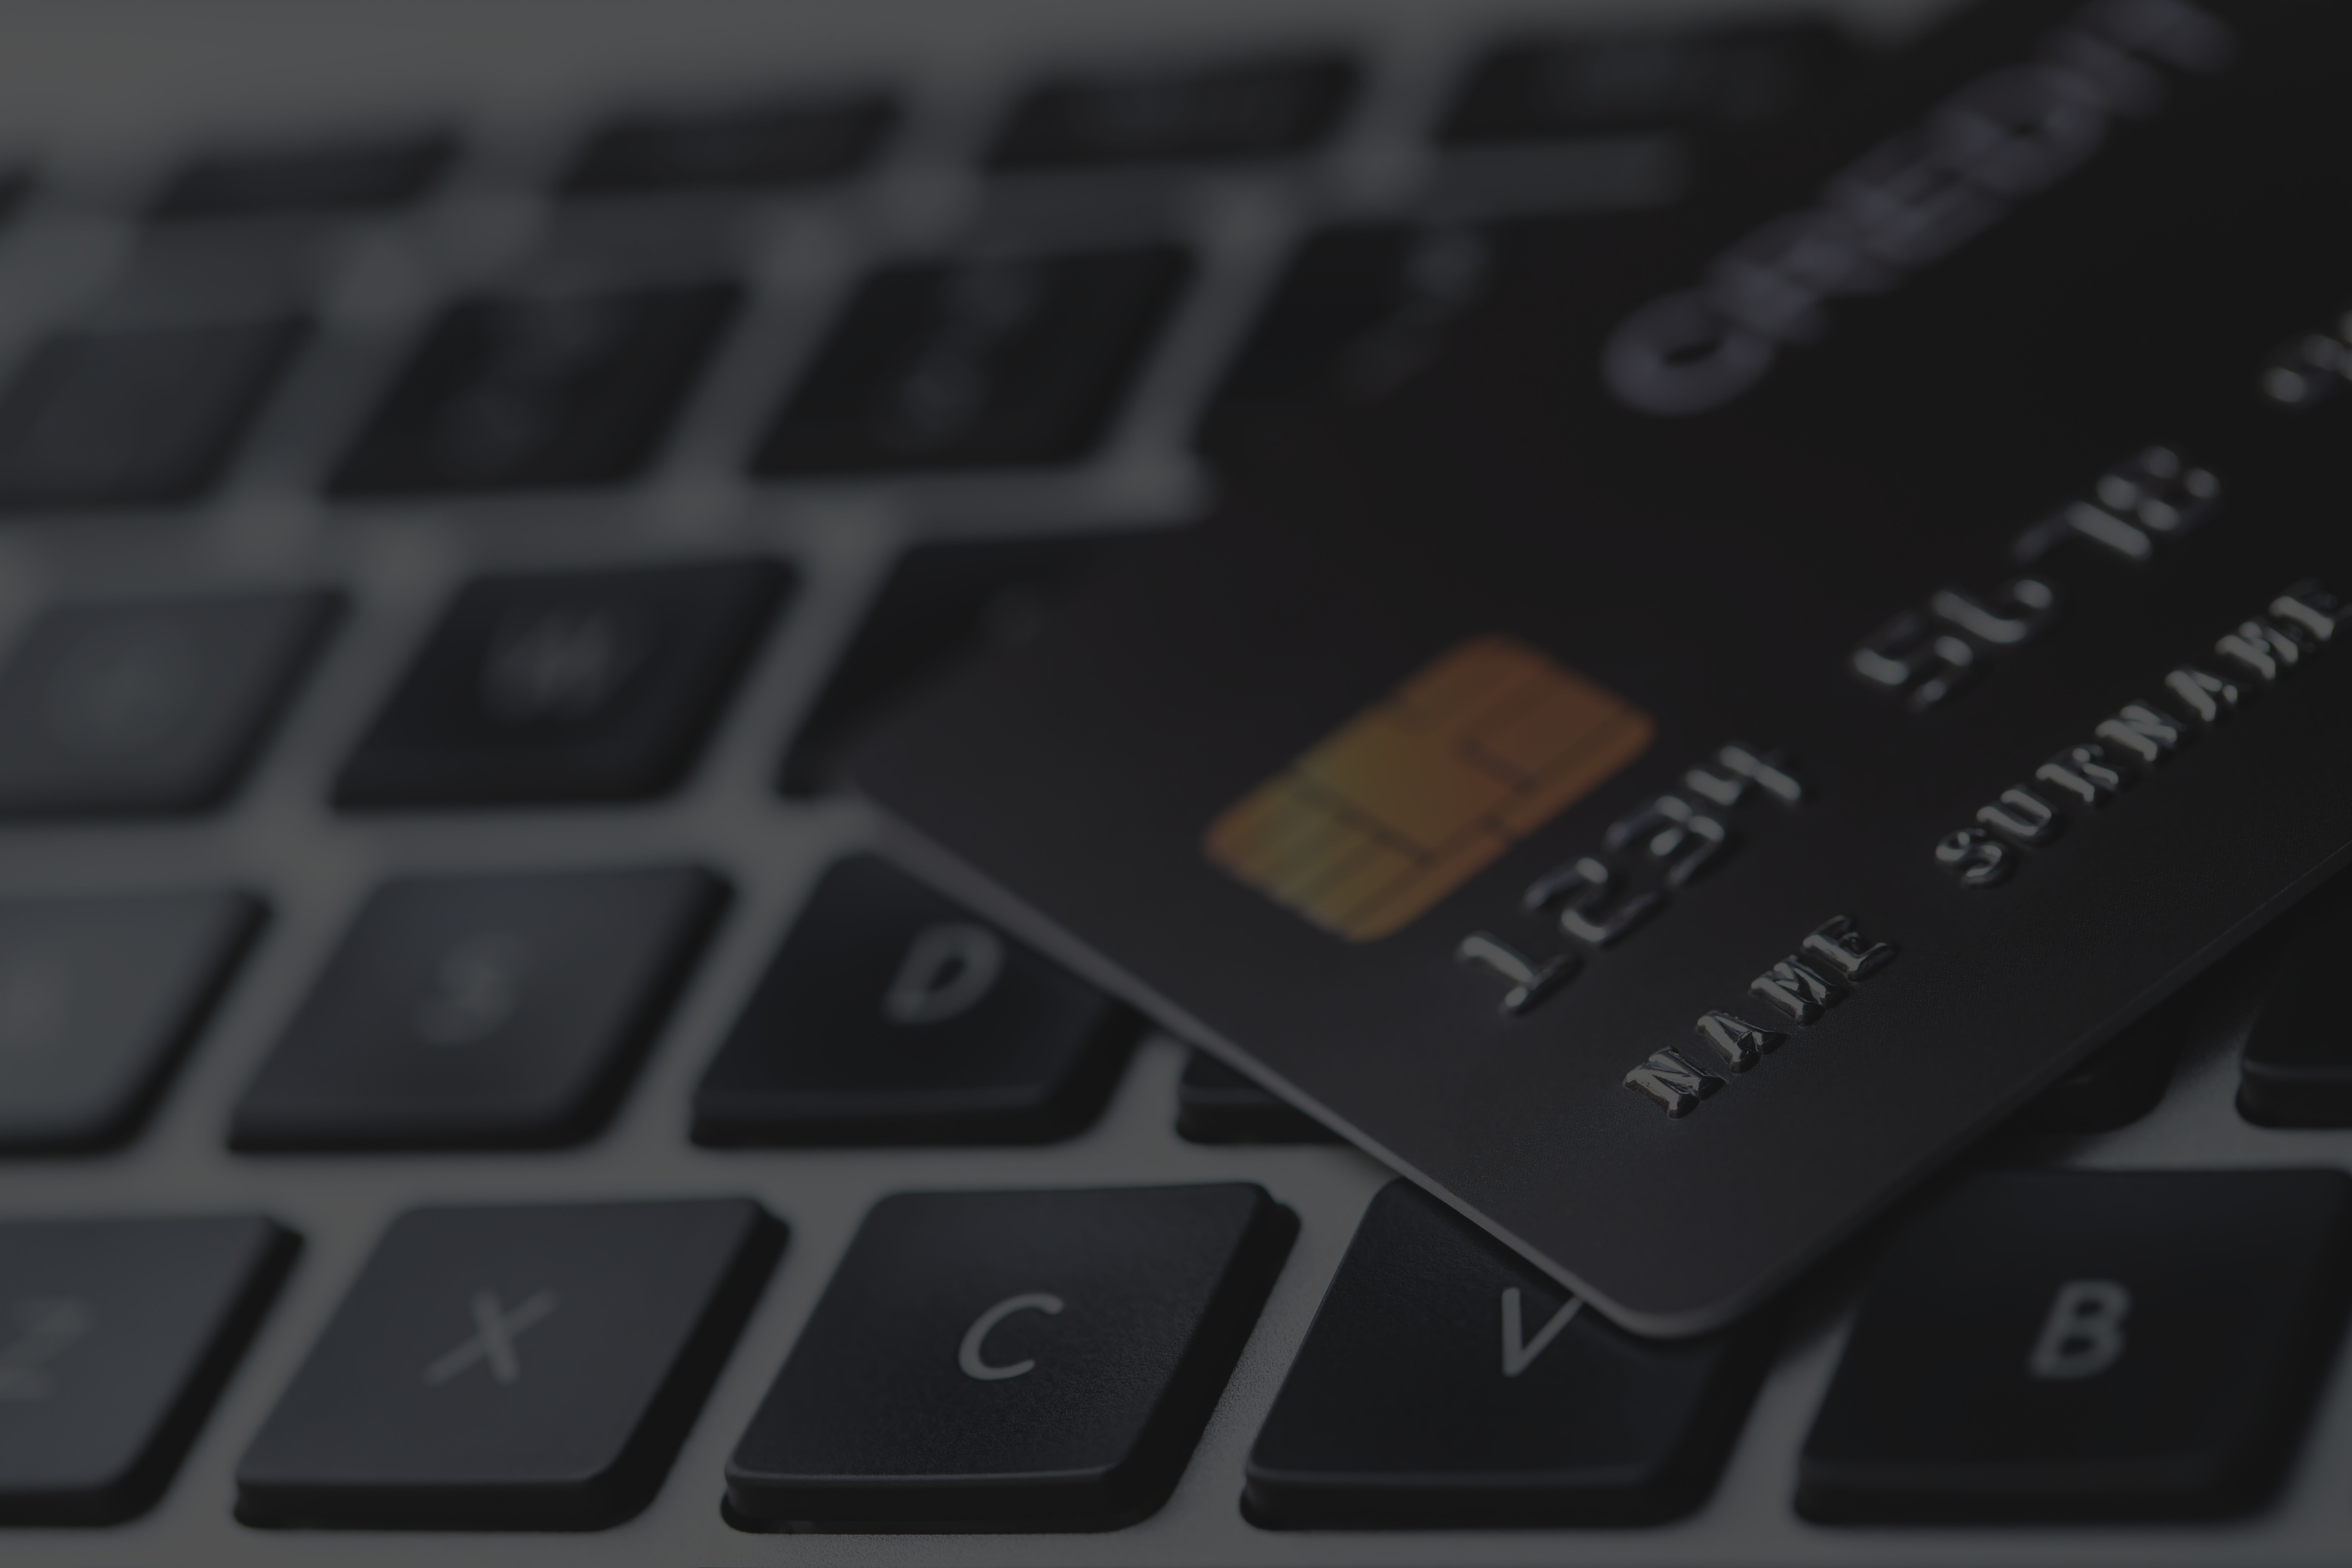 CREDIT
1234 5678
NAME SURNAME
W
S D
Z X C V B